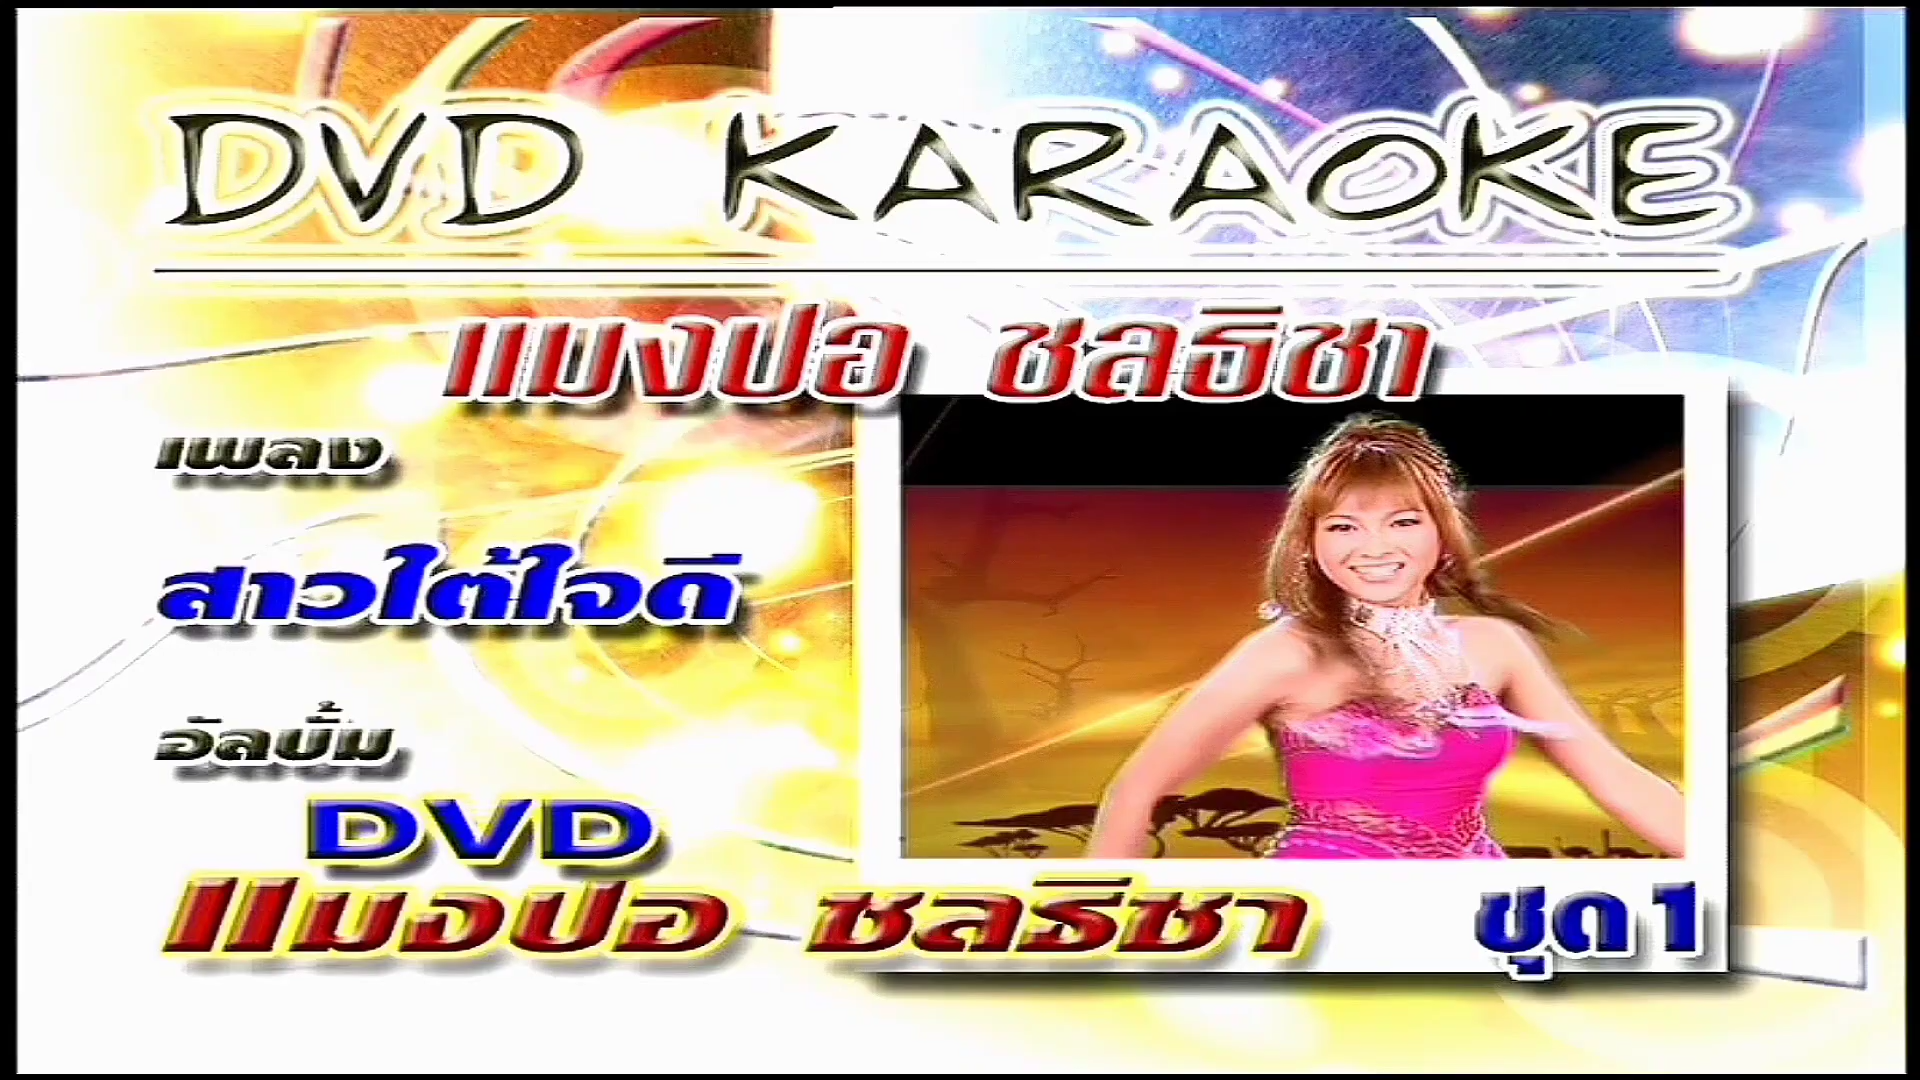 DVD KARAOKE
แมงปอ ชลธิชา
เพลง
สาวใต้ใจดี
อัลบั้ม
DVD
แมงปอ ชลธิชา ชุด 1